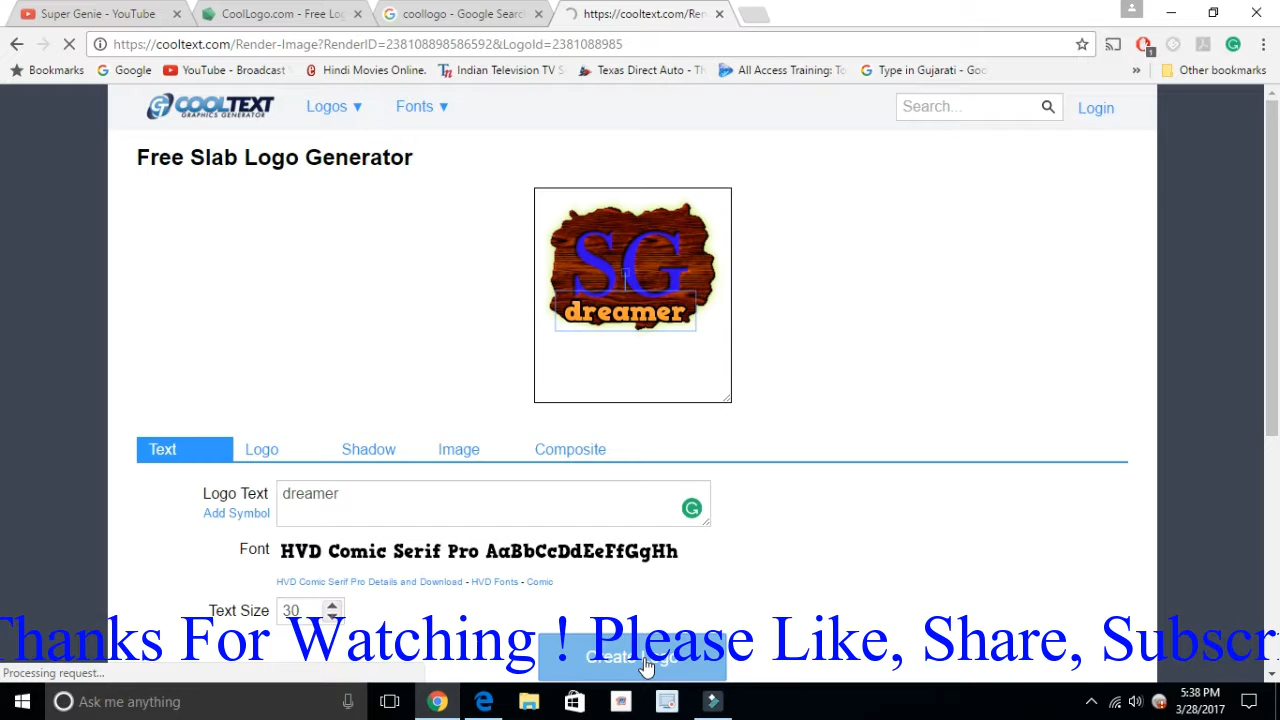 Super Genie - YouTube
CoolLogo.com - Free Lo
coollogo - Google Searc
https://cooltext.com/Ren
https://cooltext.com/Render-Image?RenderID=238108898586592&LogoId=2381088985
Bookmarks
Google
YouTube - Broadcast
Hindi Movies Online.
Indian Television TV S
Texas Direct Auto - Th
All Access Training: To
Type in Gujarati - Goo
»
Other bookmarks
COOLTEXT
GRAPHICS GENERATOR
Logos ▼
Fonts ▼
Search...
Login
Free Slab Logo Generator
SG
dreamer
Text
Logo
Shadow
Image
Composite
Logo Text
dreamer
Add Symbol
Font
HVD Comic Serif Pro AaBbCcDdEeFfGgHh
HVD Comic Serif Pro Details and Download - HVD Fonts - Comic
Text Size
30
Thanks For Watching ! Please Like, Share, Subscr
Processing request...
Ask me anything
5:38 PM
3/28/2017